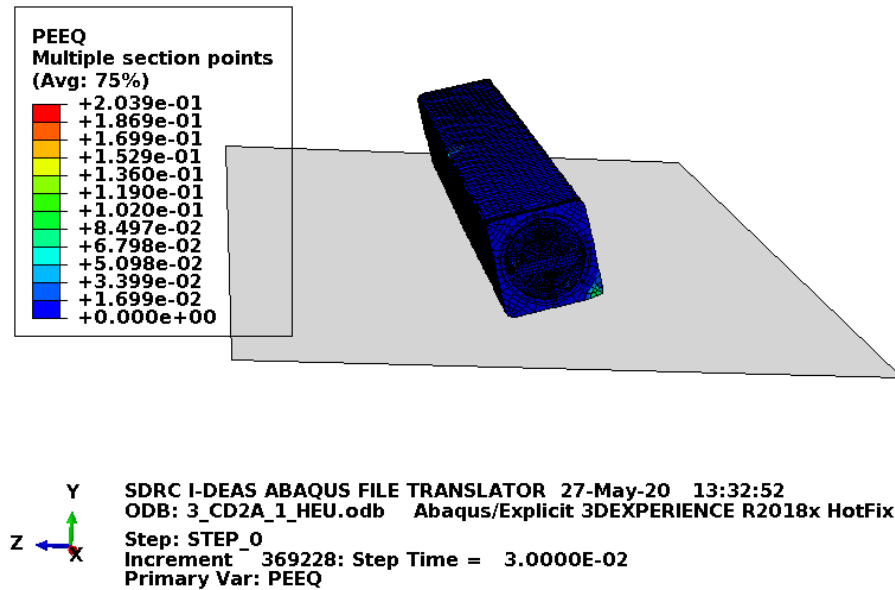 PEEQ
Multiple section points
(Avg: 75%)
+2.039e-01
+1.869e-01
+1.699e-01
+1.529e-01
+1.360e-01
+1.190e-01
+1.020e-01
+8.497e-02
+6.798e-02
+5.098e-02
+3.399e-02
+1.699e-02
+0.000e+00
Y
Z
X
SDRC I-DEAS ABAQUS FILE TRANSLATOR 27-May-20 13:32:52
ODB: 3_CD2A_1_HEU.odb Abaqus/Explicit 3DEXPERIENCE R2018x HotFix
Step: STEP_0
Increment 369228: Step Time = 3.0000E-02
Primary Var: PEEQ